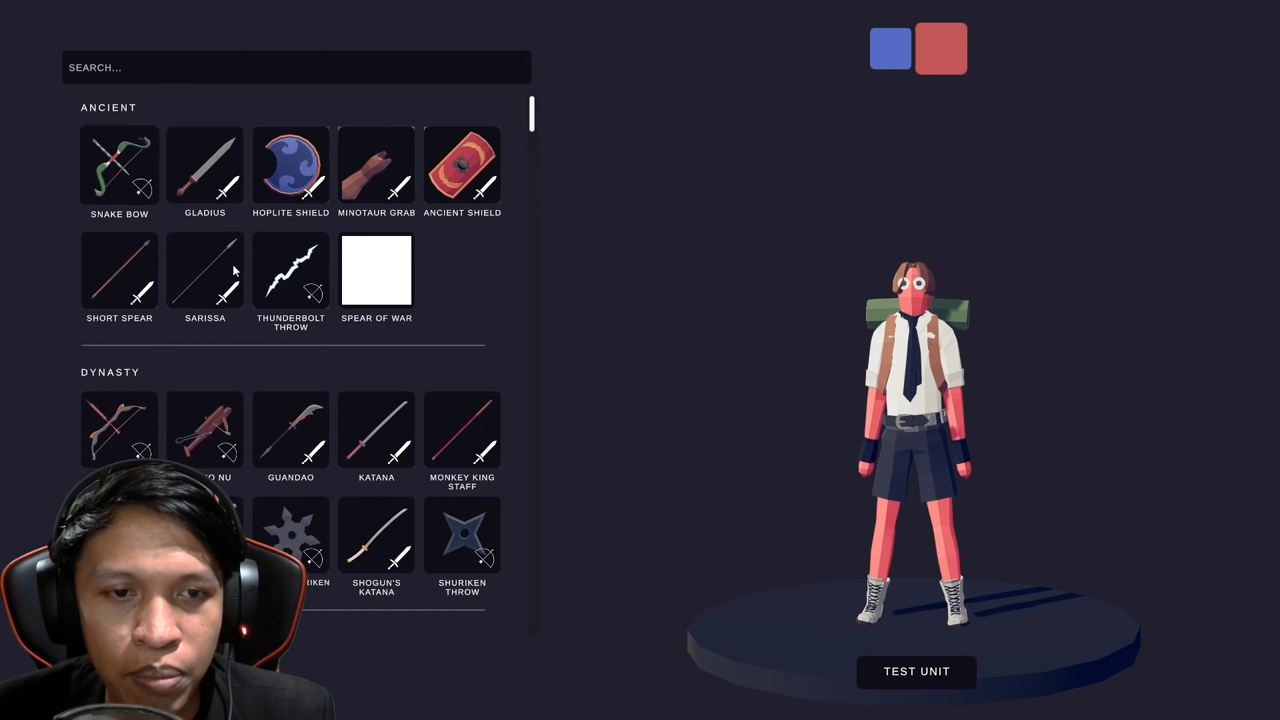 SEARCH...
ANCIENT
SNAKE BOW
GLADIUS
HOPLITE SHIELD
MINOTAUR GRAB
ANCIENT SHIELD
SHORT SPEAR
SARISSA
THUNDERBOLT
THROW
SPEAR OF WAR
DYNASTY
NU
GUANDAO
KATANA
MONKEY KING
STAFF
SHOGUN'S
KATANA
SHURIKEN
THROW
TEST UNIT